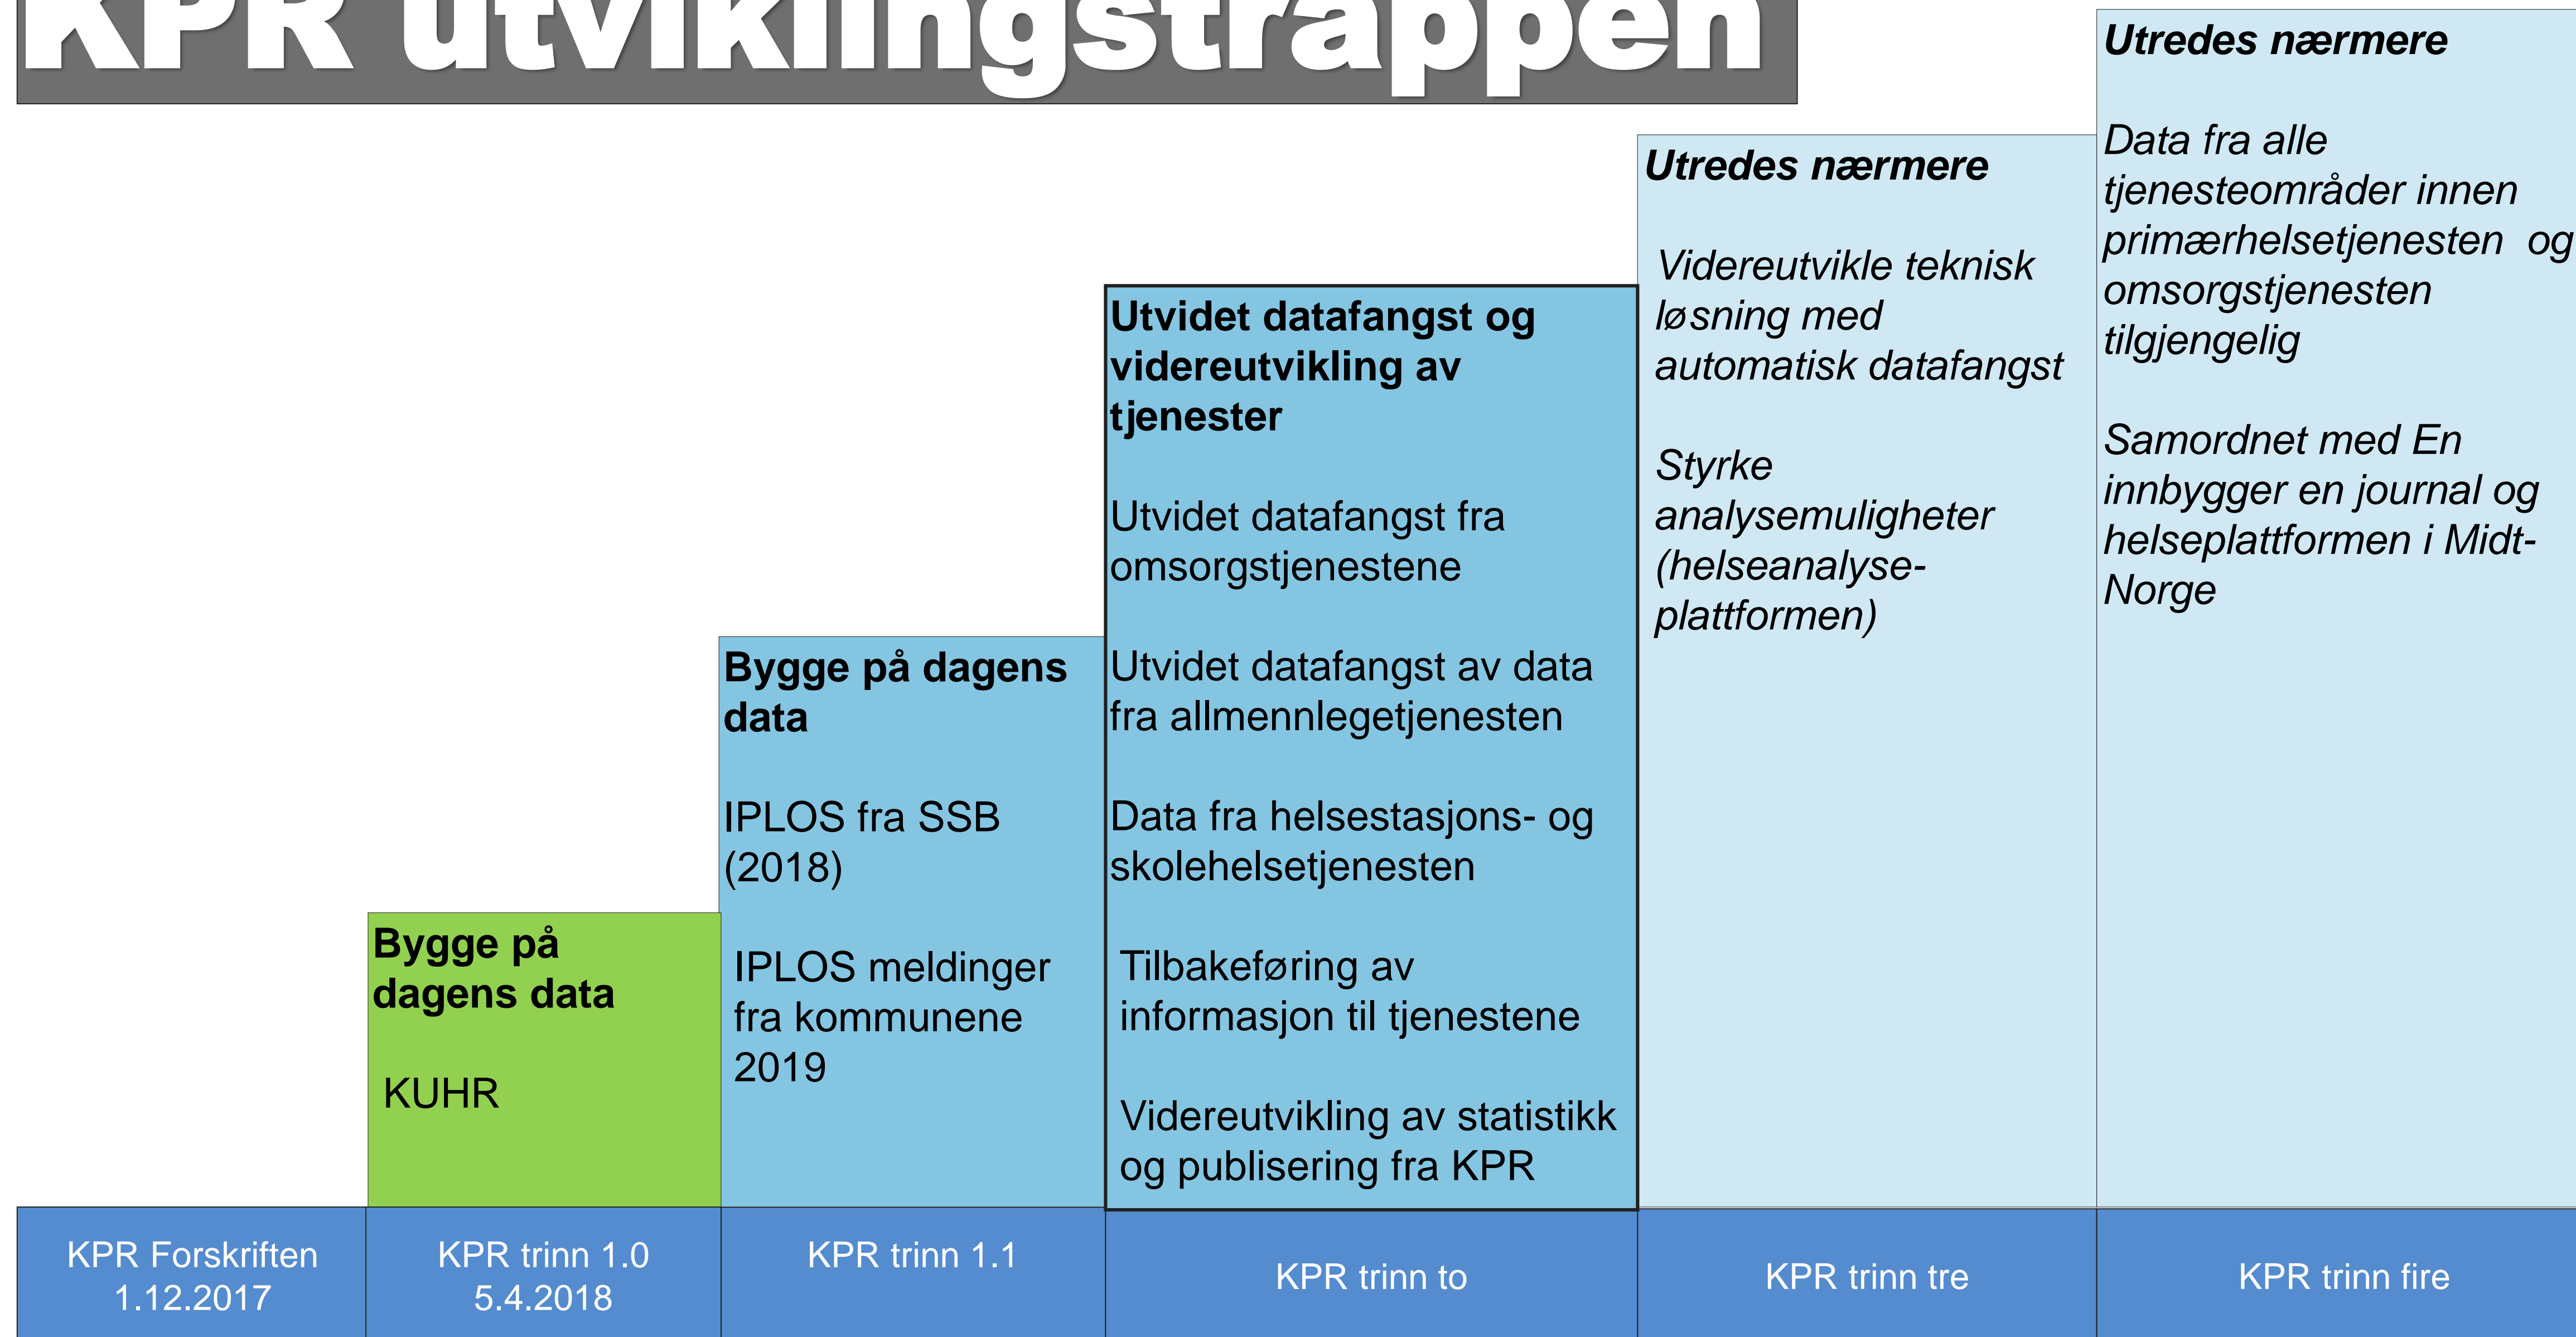 KPR utviklingstrappen
Bygge på
dagens data
KUHR
Bygge på dagens
data
IPLOS fra SSB
(2018)
IPLOS meldinger
fra kommunene
2019
Utvidet datafangst og
videreutvikling av
tjenester
Utvidet datafangst fra
omsorgstjenestene
Utvidet datafangst av data
fra allmennlegetjenesten
Data fra helsestasjons- og
skolehelsetjenesten
Tilbakeføring av
informasjon til tjenestene
Videreutvikling av statistikk
og publisering fra KPR
Utredes nærmere
Videreutvikle teknisk
løsning med
automatisk datafangst
Styrke
analysemuligheter
(helseanalyse-
plattformen)
Utredes nærmere
Data fra alle
tjenesteområder innen
primærhelsetjenesten og
omsorgstjenesten
tilgjengelig
Samordnet med En
innbygger en journal og
helseplattformen i Midt-
Norge
KPR Forskriften
1.12.2017
KPR trinn 1.0
5.4.2018
KPR trinn 1.1
KPR trinn to
KPR trinn tre
KPR trinn fire